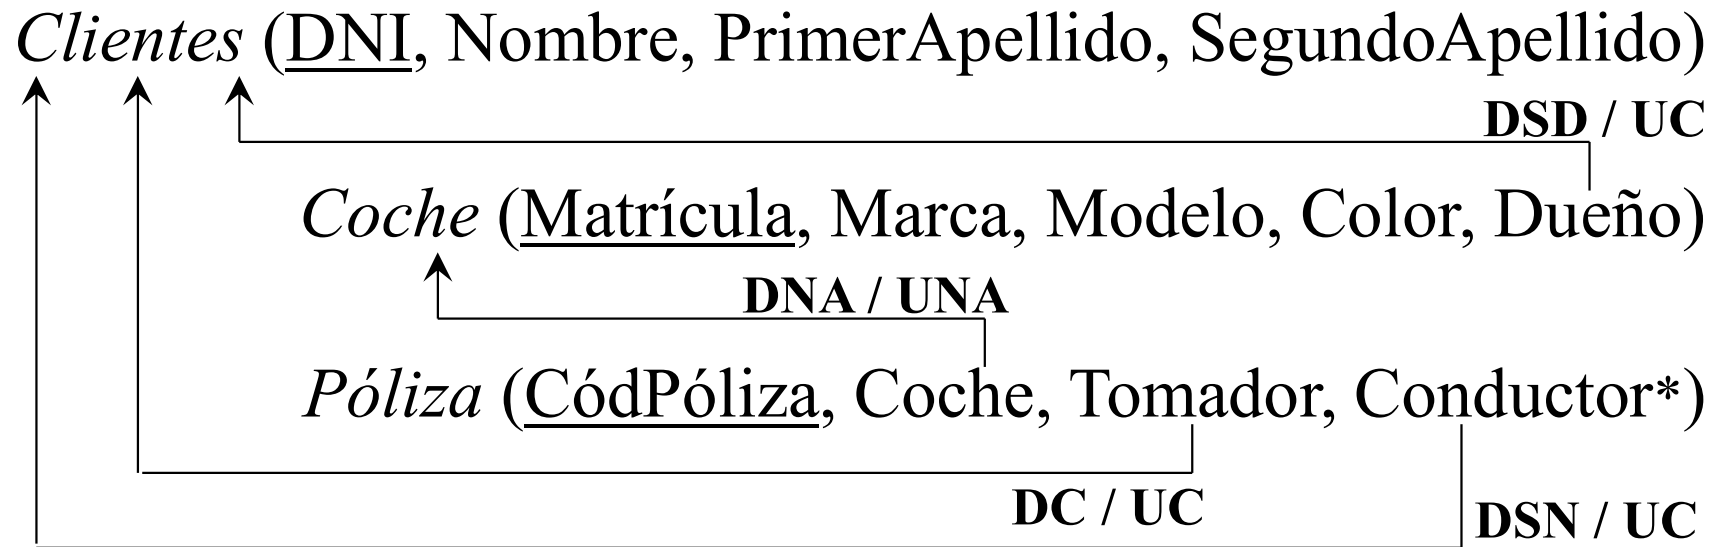 Clientes (DNI, Nombre, PrimerApellido, SegundoApellido)
DSD / UC
Coche (Matrícula, Marca, Modelo, Color, Dueño)
DNA / UNA
Póliza (CódPóliza, Coche, Tomador, Conductor*)
DC / UC
DSN / UC